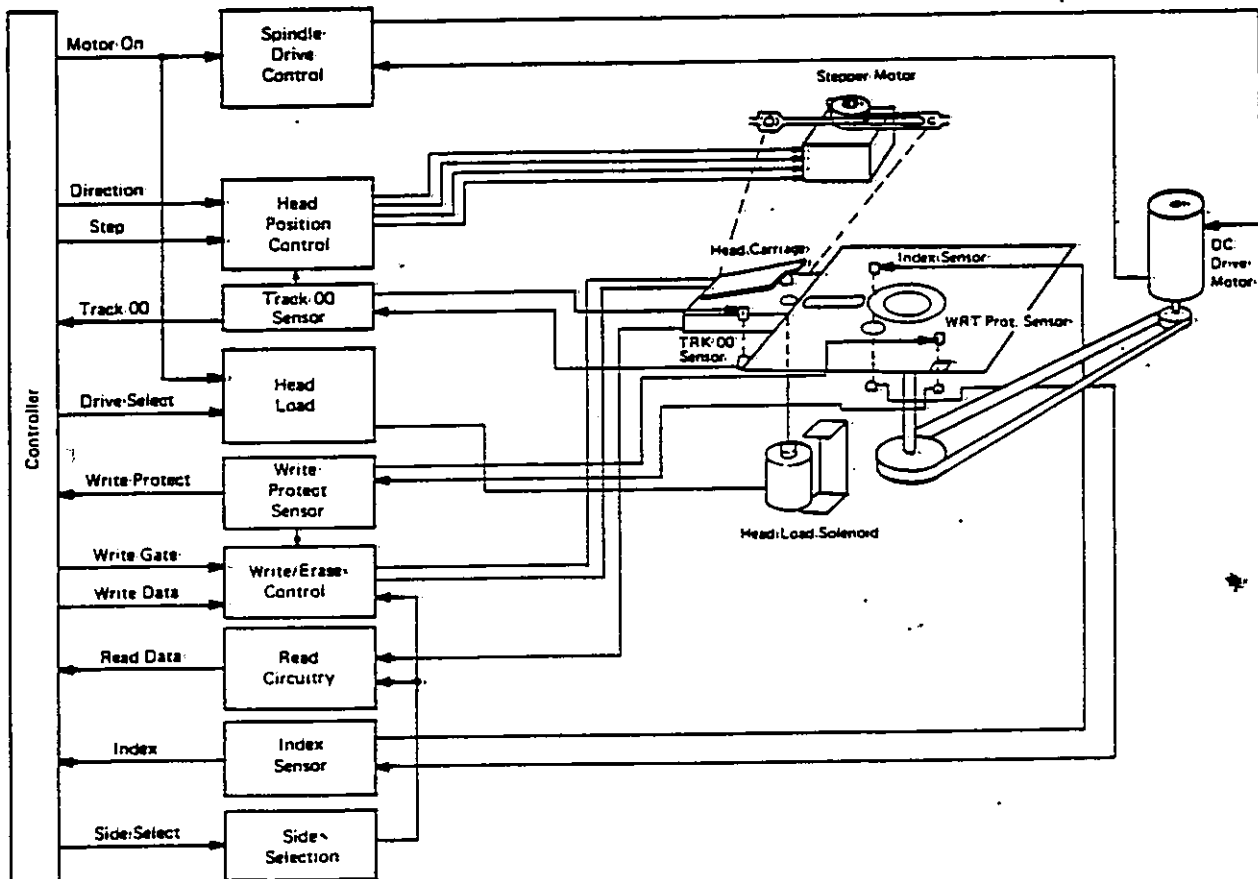 Controller
Motor On
Spindle
Drive
Control
Stepper Motor
Direction
Step
Head
Position
Control
DC
Drive
Motor
Head Carriage
Index Sensor
Track 00
Track 00
Sensor
TRK 00
Sensor
WRT Prot. Sensor
Drive Select
Head
Load
Write Protect
Write
Protect
Sensor
Head Load Solenoid
Write Gate
Write Data
Write/Erase
Control
Read Data
Read
Circuitry
Index
Index
Sensor
Side Select
Side
Selection